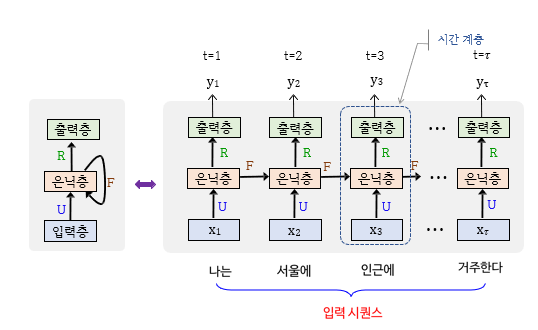 시간 계층
t=1 t=2 t=3 t=τ
y1 y2 y3 yτ
출력층 출력층 출력층 출력층 ... 출력층
R R R R R
은닉층 F 은닉층 F 은닉층 F 은닉층 F ... 은닉층
U U U U U
입력층 x1 x2 x3 ... xτ
나는 서울에 인근에 거주한다
입력 시퀀스